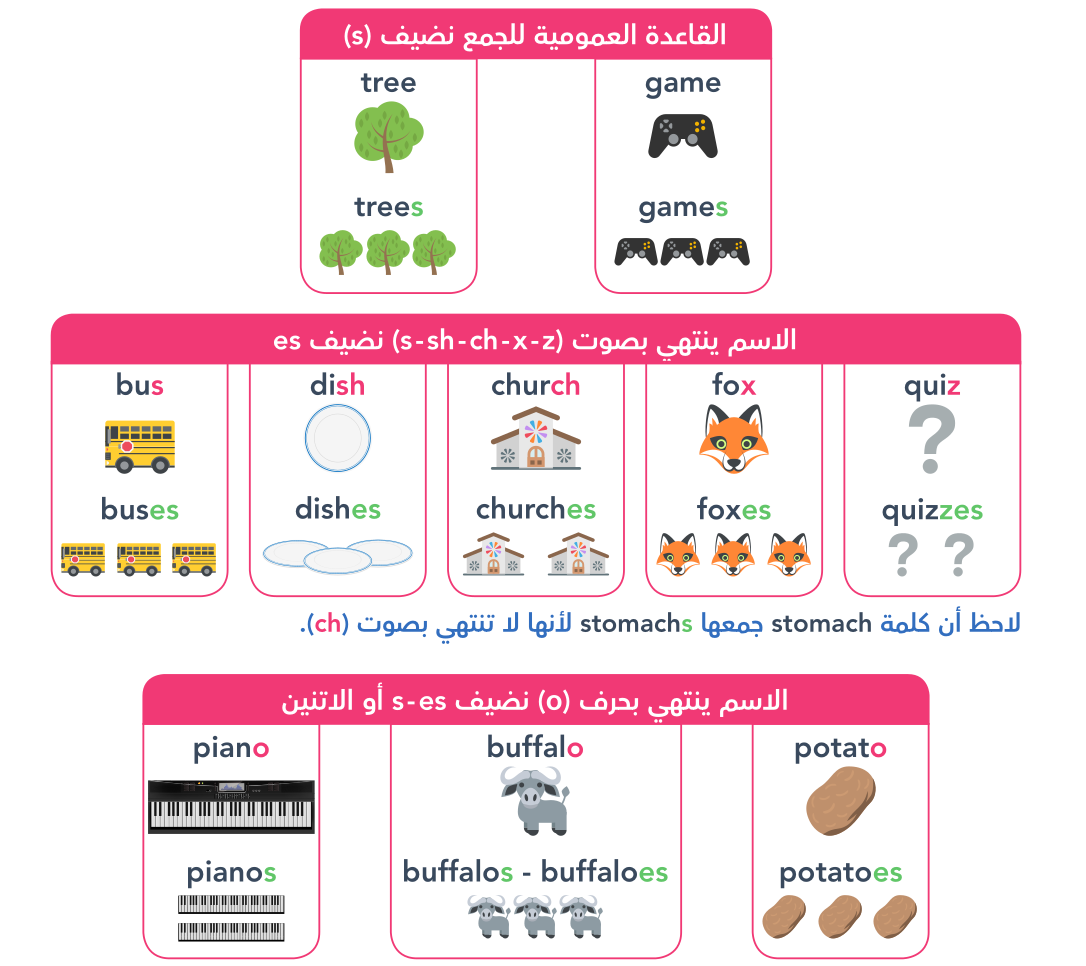 القاعدة العمومية للجمع نضيف (s)
tree game
trees games
الاسم ينتهي بصوت (s-sh-ch-x-z) نضيف es
bus dish church fox quiz
buses dishes churches foxes quizzes
لاحظ أن كلمة stomach جمعها stomachs لأنها لا تنتهي بصوت (ch).
الاسم ينتهي بحرف (o) نضيف s-es أو الاتنين
piano buffalo potato
pianos buffalos - buffaloes potatoes